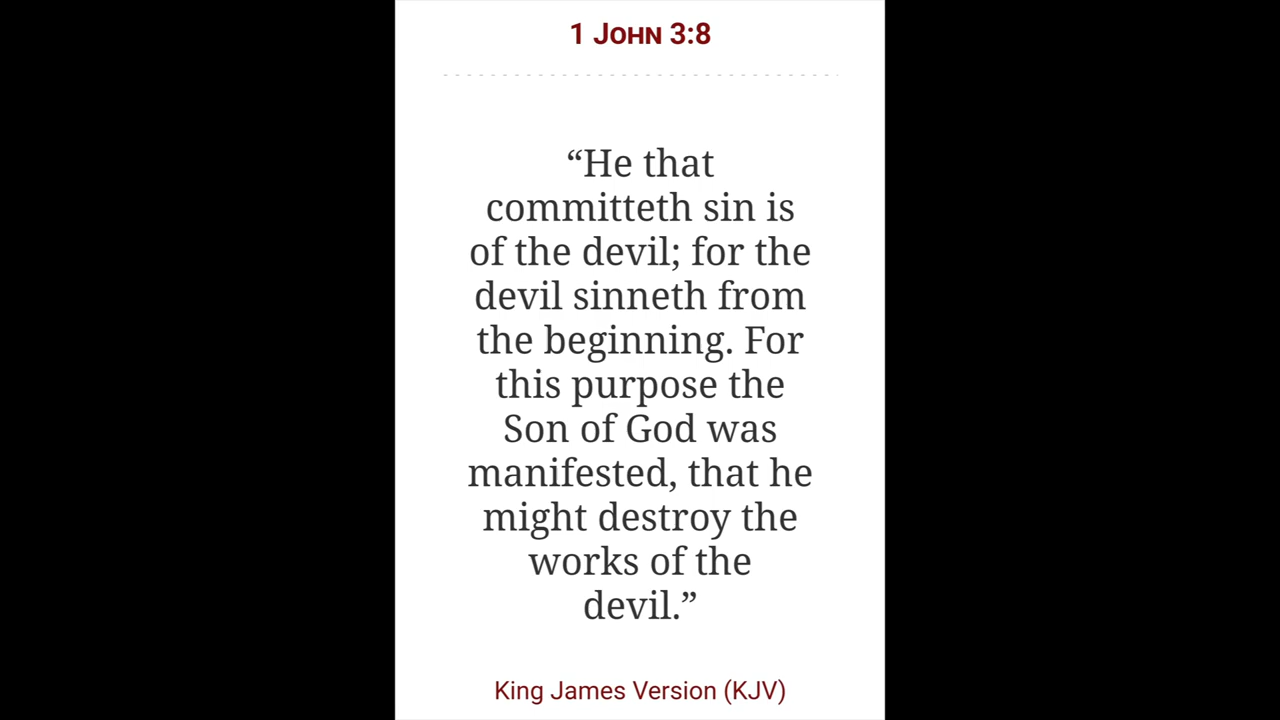 1 John 3:8
“He that
committeth sin is
of the devil; for the
devil sinneth from
the beginning. For
this purpose the
Son of God was
manifested, that he
might destroy the
works of the
devil.”
King James Version (KJV)